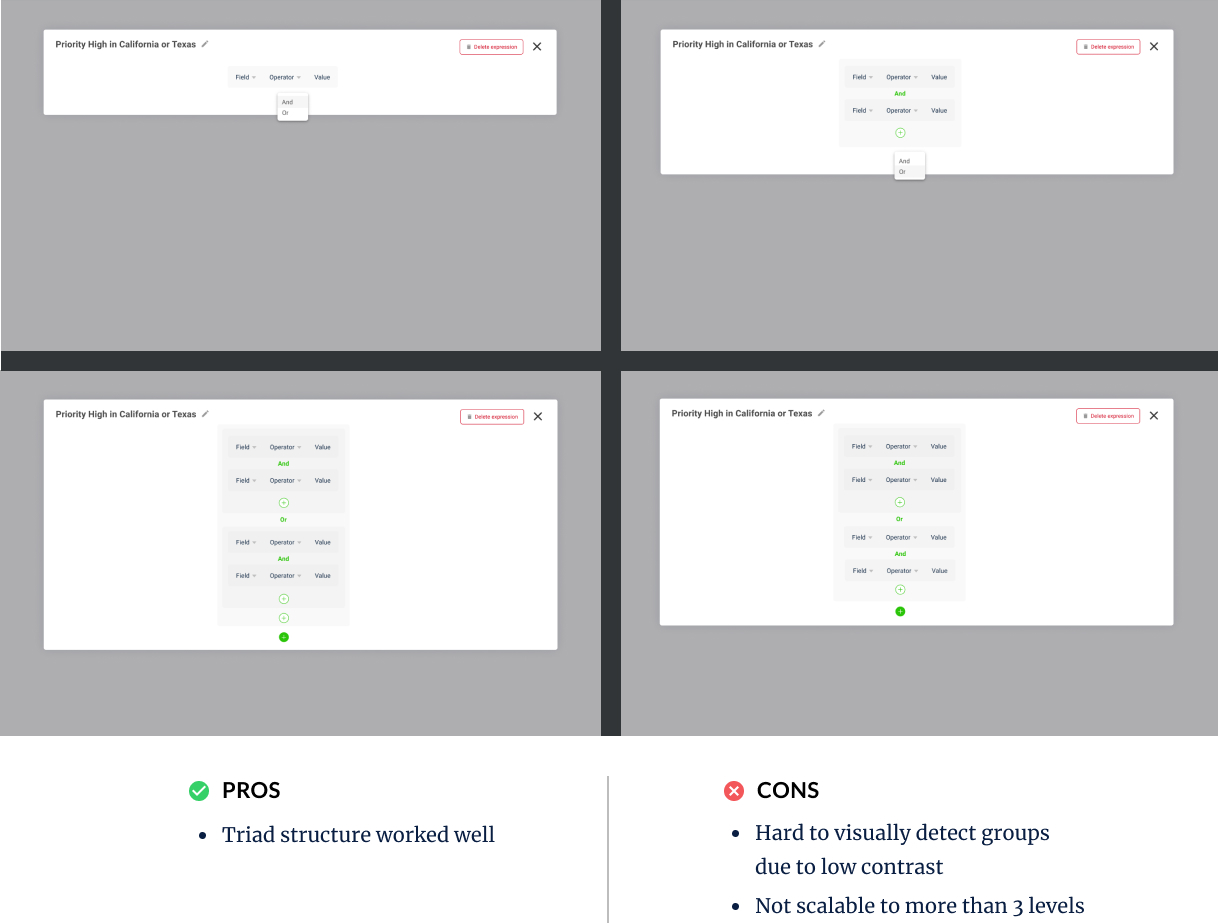 Priority High in California or Texas
Delete expression
Field Operator Value
And
Or
Priority High in California or Texas
Delete expression
Field Operator Value
And
Field Operator Value
And
Or
Priority High in California or Texas
Delete expression
Field Operator Value
And
Field Operator Value
Or
Field Operator Value
And
Field Operator Value
Priority High in California or Texas
Delete expression
Field Operator Value
And
Field Operator Value
Or
Field Operator Value
And
Field Operator Value
PROS
• Triad structure worked well
CONS
• Hard to visually detect groups
due to low contrast
• Not scalable to more than 3 levels